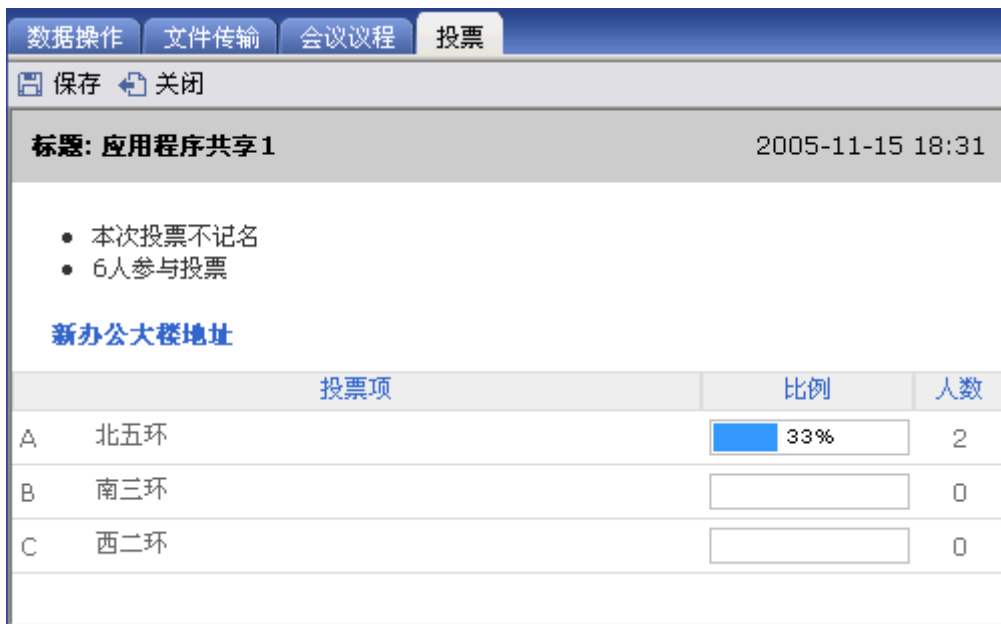 数据操作 文件传输 会议议程 投票
保存 关闭
标题: 应用程序共享1 2005-11-15 18:31
• 本次投票不记名
• 6人参与投票
新办公大楼地址
投票项 比例 人数
A 北五环 33% 2
B 南三环 0
C 西二环 0